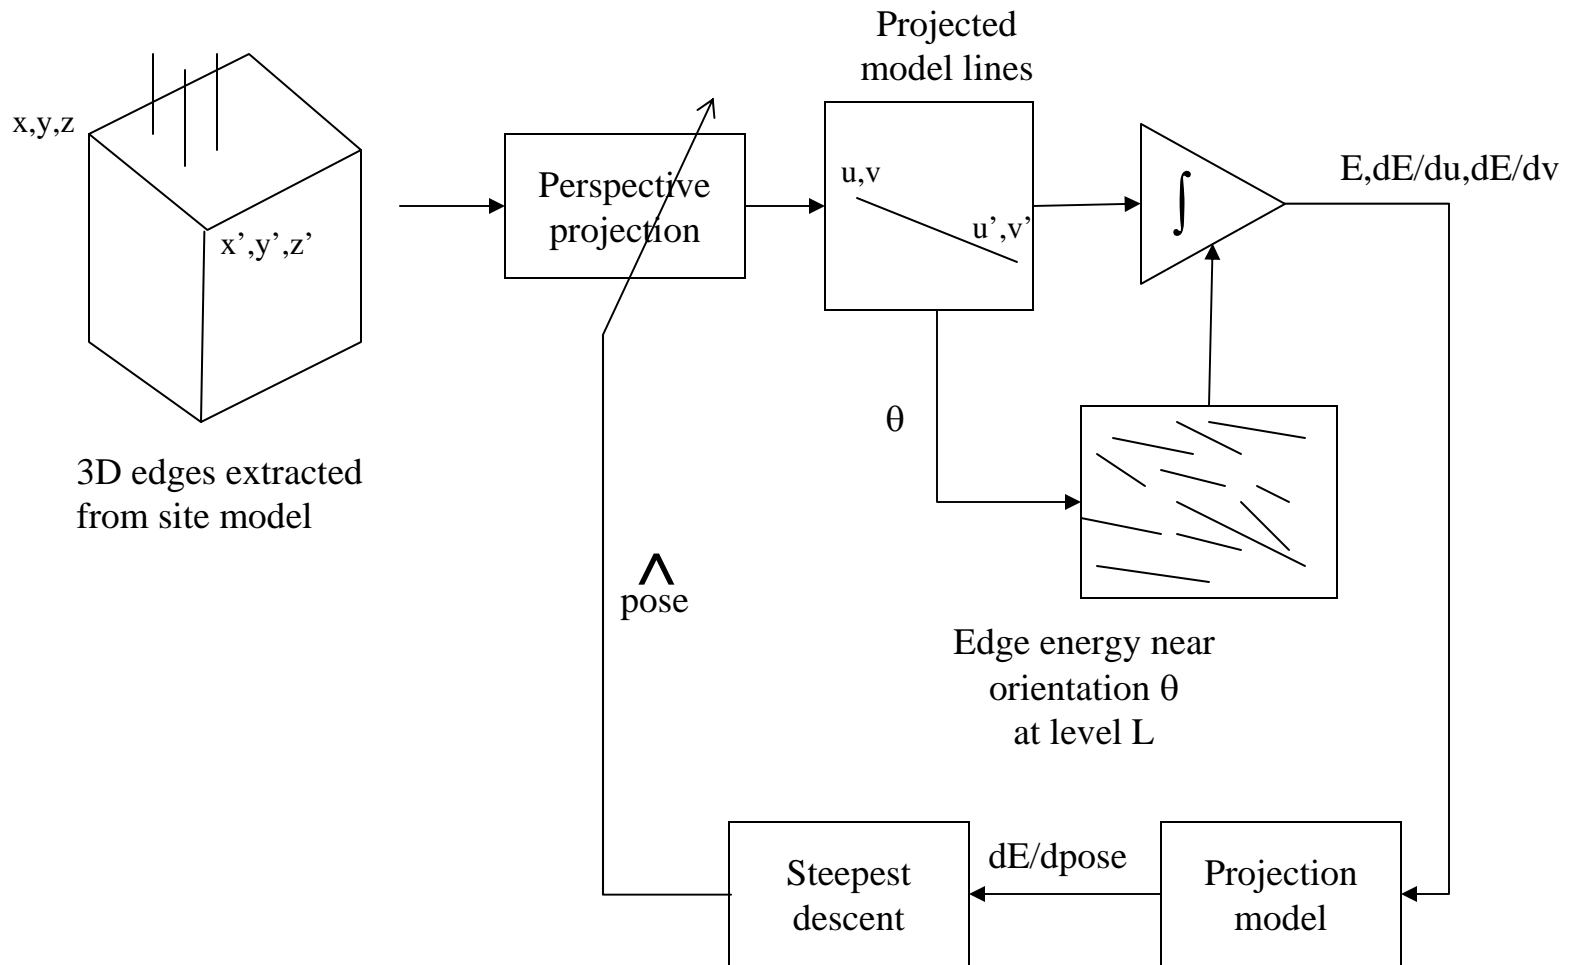 Projected
model lines
x,y,z
Perspective
projection
u,v
u’,v’
∫
E,dE/du,dE/dv
x’,y’,z’
θ
3D edges extracted
from site model
^
pose
Edge energy near
orientation θ
at level L
Steepest
descent
dE/dpose
Projection
model